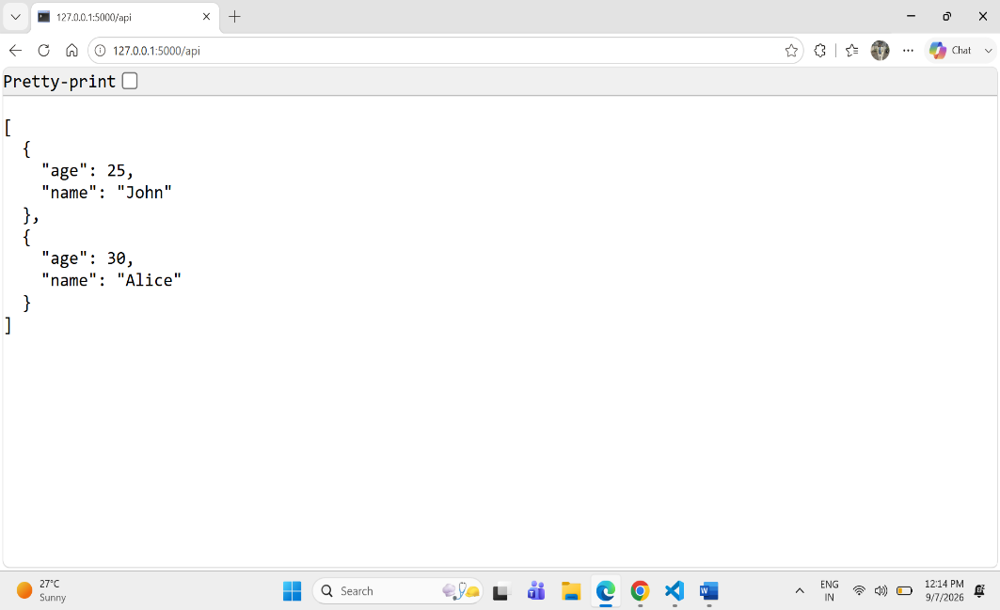 127.0.0.1:5000/api
127.0.0.1:5000/api
Chat
Pretty-print
[
  {
    "age": 25,
    "name": "John"
  },
  {
    "age": 30,
    "name": "Alice"
  }
]
27°C
Sunny
Search
ENG
IN
12:14 PM
9/7/2026